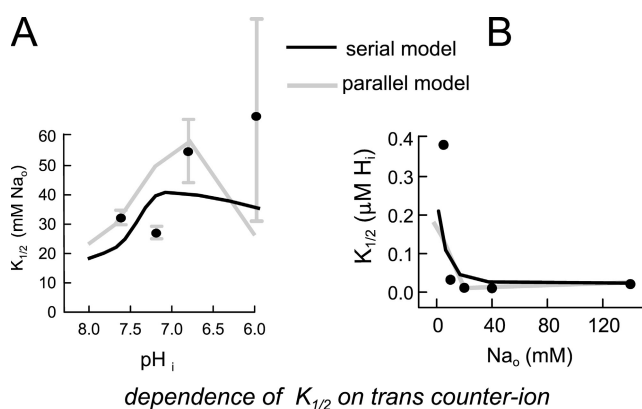 A
B
serial model
parallel model
K1/2 (mM Nao)
60
50
40
30
20
10
0
8.0 7.5 7.0 6.5 6.0
pH i
K1/2 (µM Hi)
0.4
0.3
0.2
0.1
0.0
0 40 80 120
Nao (mM)
dependence of K1/2 on trans counter-ion